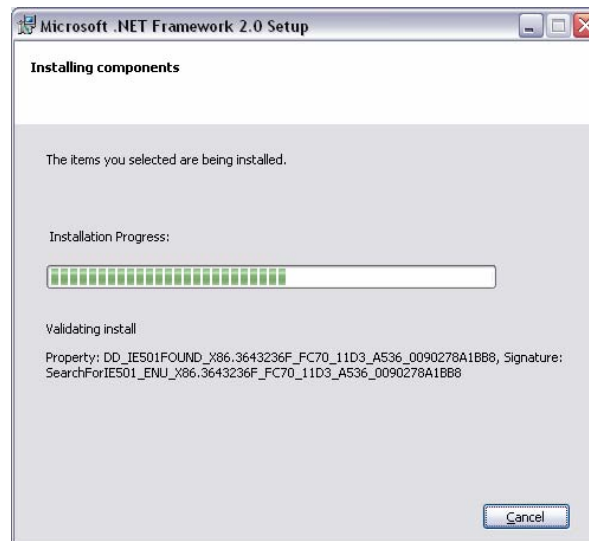 Microsoft .NET Framework 2.0 Setup
Installing components
The items you selected are being installed.
Installation Progress:
Validating install
Property: DD_IE501FOUND_X86.3643236F_FC70_11D3_A536_0090278A1BB8, Signature:
SearchForIE501_ENU_X86.3643236F_FC70_11D3_A536_0090278A1BB8
Cancel